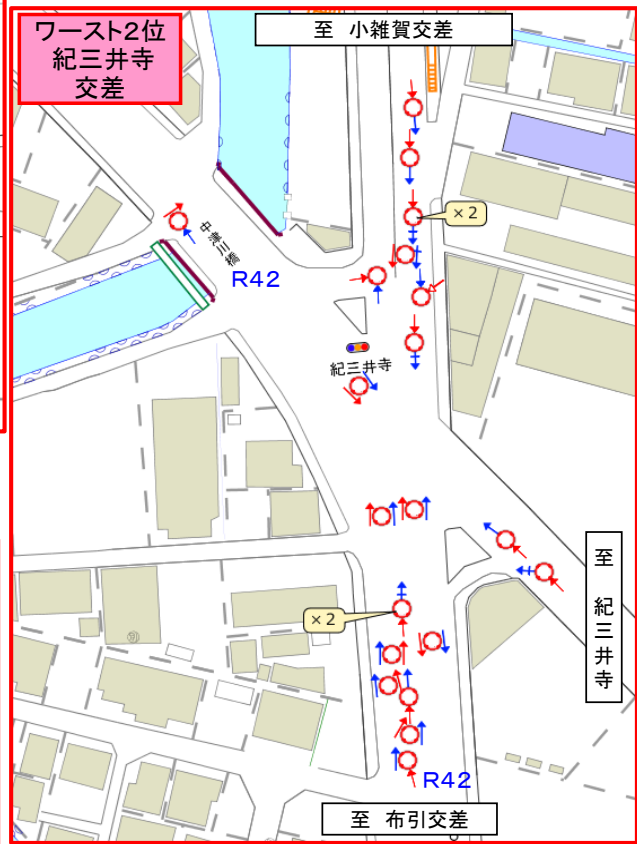 ワースト2位
紀三井寺
交差
至 小雑賀交差
×2
中津川橋
R42
紀三井寺
至 紀三井寺
×2
R42
至 布引交差